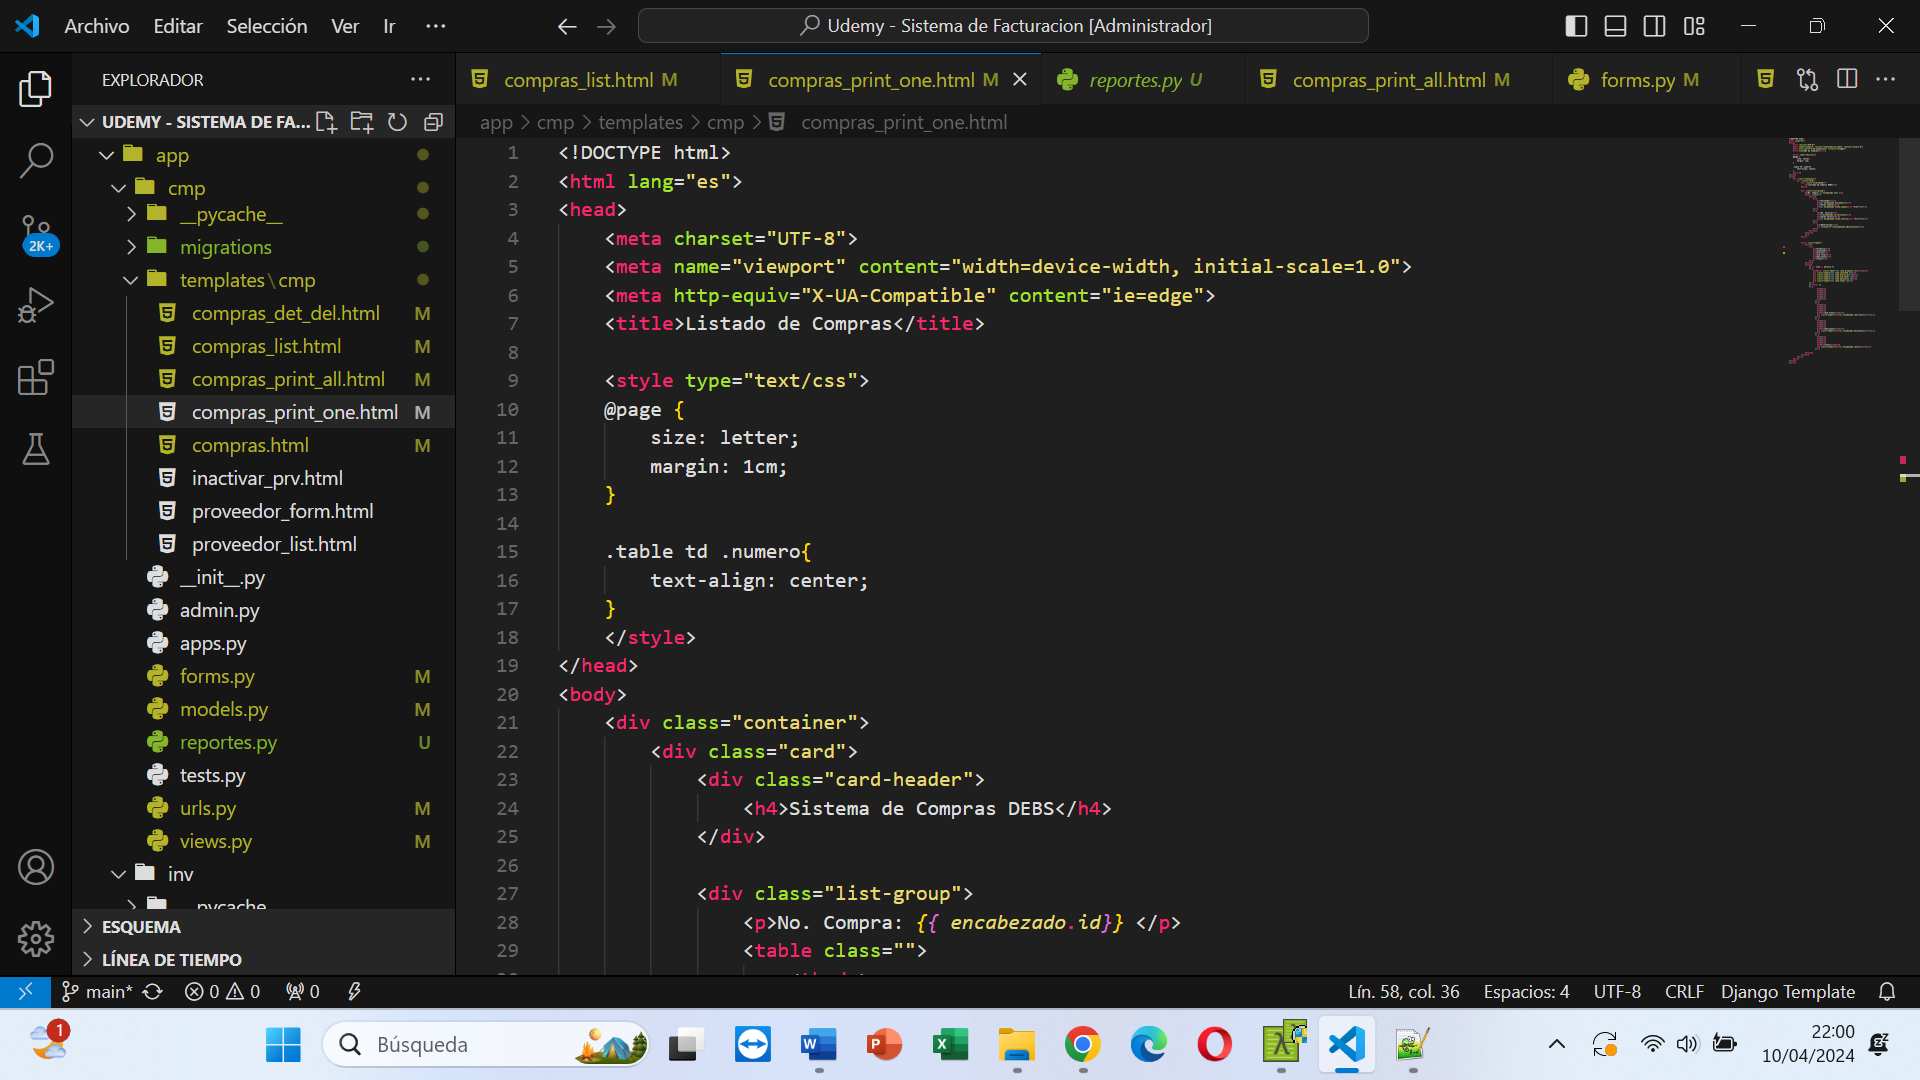 Archivo Editar Selección Ver Ir ··· Udemy - Sistema de Facturacion [Administrador]
EXPLORADOR
compras_list.html M compras_print_one.html M reportes.py U compras_print_all.html M forms.py M
UDEMY - SISTEMA DE FA...
app > cmp > templates > cmp > compras_print_one.html
app
cmp
__pycache__
migrations
templates\cmp
compras_det_del.html M
compras_list.html M
compras_print_all.html M
compras_print_one.html M
compras.html M
inactivar_prv.html
proveedor_form.html
proveedor_list.html
__init__.py
admin.py
apps.py
forms.py M
models.py M
reportes.py U
tests.py
urls.py M
views.py M
inv
pycache
ESQUEMA
LÍNEA DE TIEMPO
2K+
1 <!DOCTYPE html>
2 <html lang="es">
3 <head>
4 <meta charset="UTF-8">
5 <meta name="viewport" content="width=device-width, initial-scale=1.0">
6 <meta http-equiv="X-UA-Compatible" content="ie=edge">
7 <title>Listado de Compras</title>
8
9 <style type="text/css">
10 @page {
11 size: letter;
12 margin: 1cm;
13 }
14
15 .table td .numero{
16 text-align: center;
17 }
18 </style>
19 </head>
20 <body>
21 <div class="container">
22 <div class="card">
23 <div class="card-header">
24 <h4>Sistema de Compras DEBS</h4>
25 </div>
26
27 <div class="list-group">
28 <p>No. Compra: {{ encabezado.id}} </p>
29 <table class="">
main* 0 0 0 Lín. 58, col. 36 Espacios: 4 UTF-8 CRLF Django Template
1 Búsqueda 22:00
10/04/2024